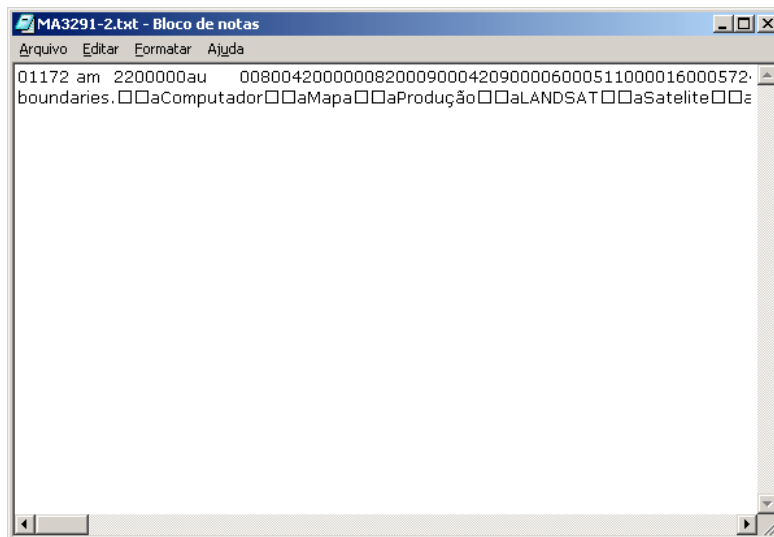 MA3291-2.txt - Bloco de notas
Arquivo Editar Formatar Ajuda
01172 am 2200000au 00800420000008200090004209000060005110000160005724
boundaries.□□aComputador□□aMapa□□aProdução□□aLANDSAT□□aSatelite□□a